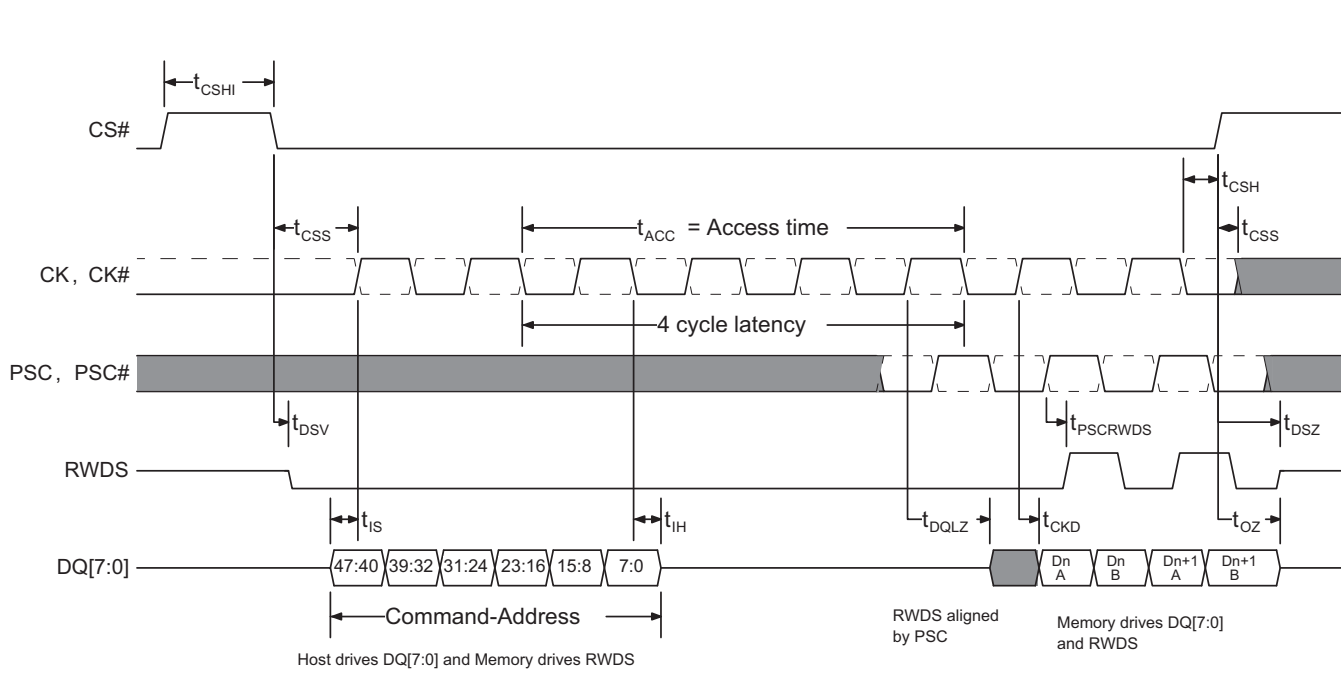 tCSHI
CS#
tCSH
tCSS
tACC = Access time
tCSS
CK, CK#
4 cycle latency
PSC, PSC#
tDSV
tPSCRWDS
tDSZ
RWDS
tIS
tIH
tDQLZ
tCKD
tOZ
DQ[7:0]
47:40 39:32 31:24 23:16 15:8 7:0
Dn A
Dn B
Dn+1 A
Dn+1 B
Command-Address
RWDS aligned
by PSC
Memory drives DQ[7:0]
and RWDS
Host drives DQ[7:0] and Memory drives RWDS